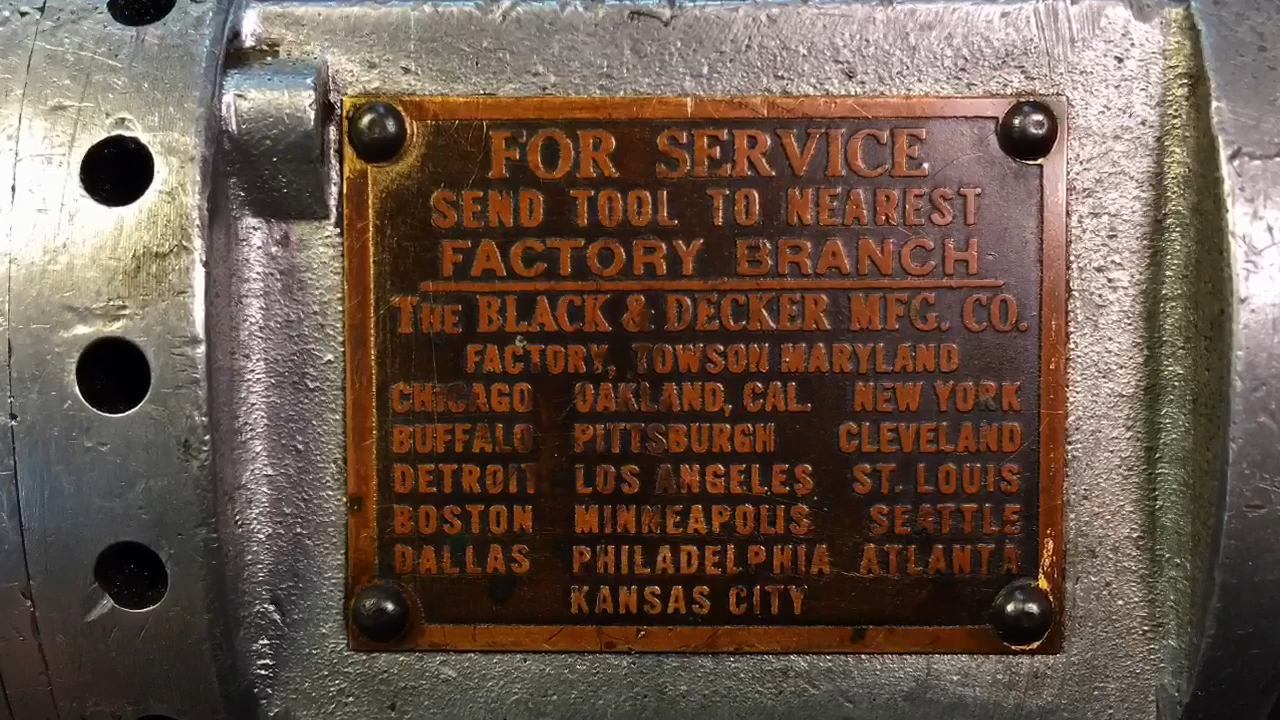 FOR SERVICE
SEND TOOL TO NEAREST
FACTORY BRANCH
THE BLACK & DECKER MFG. CO.
FACTORY, TOWSON MARYLAND
CHICAGO OAKLAND, CAL. NEW YORK
BUFFALO PITTSBURGH CLEVELAND
DETROIT LOS ANGELES ST. LOUIS
BOSTON MINNEAPOLIS SEATTLE
DALLAS PHILADELPHIA ATLANTA
KANSAS CITY